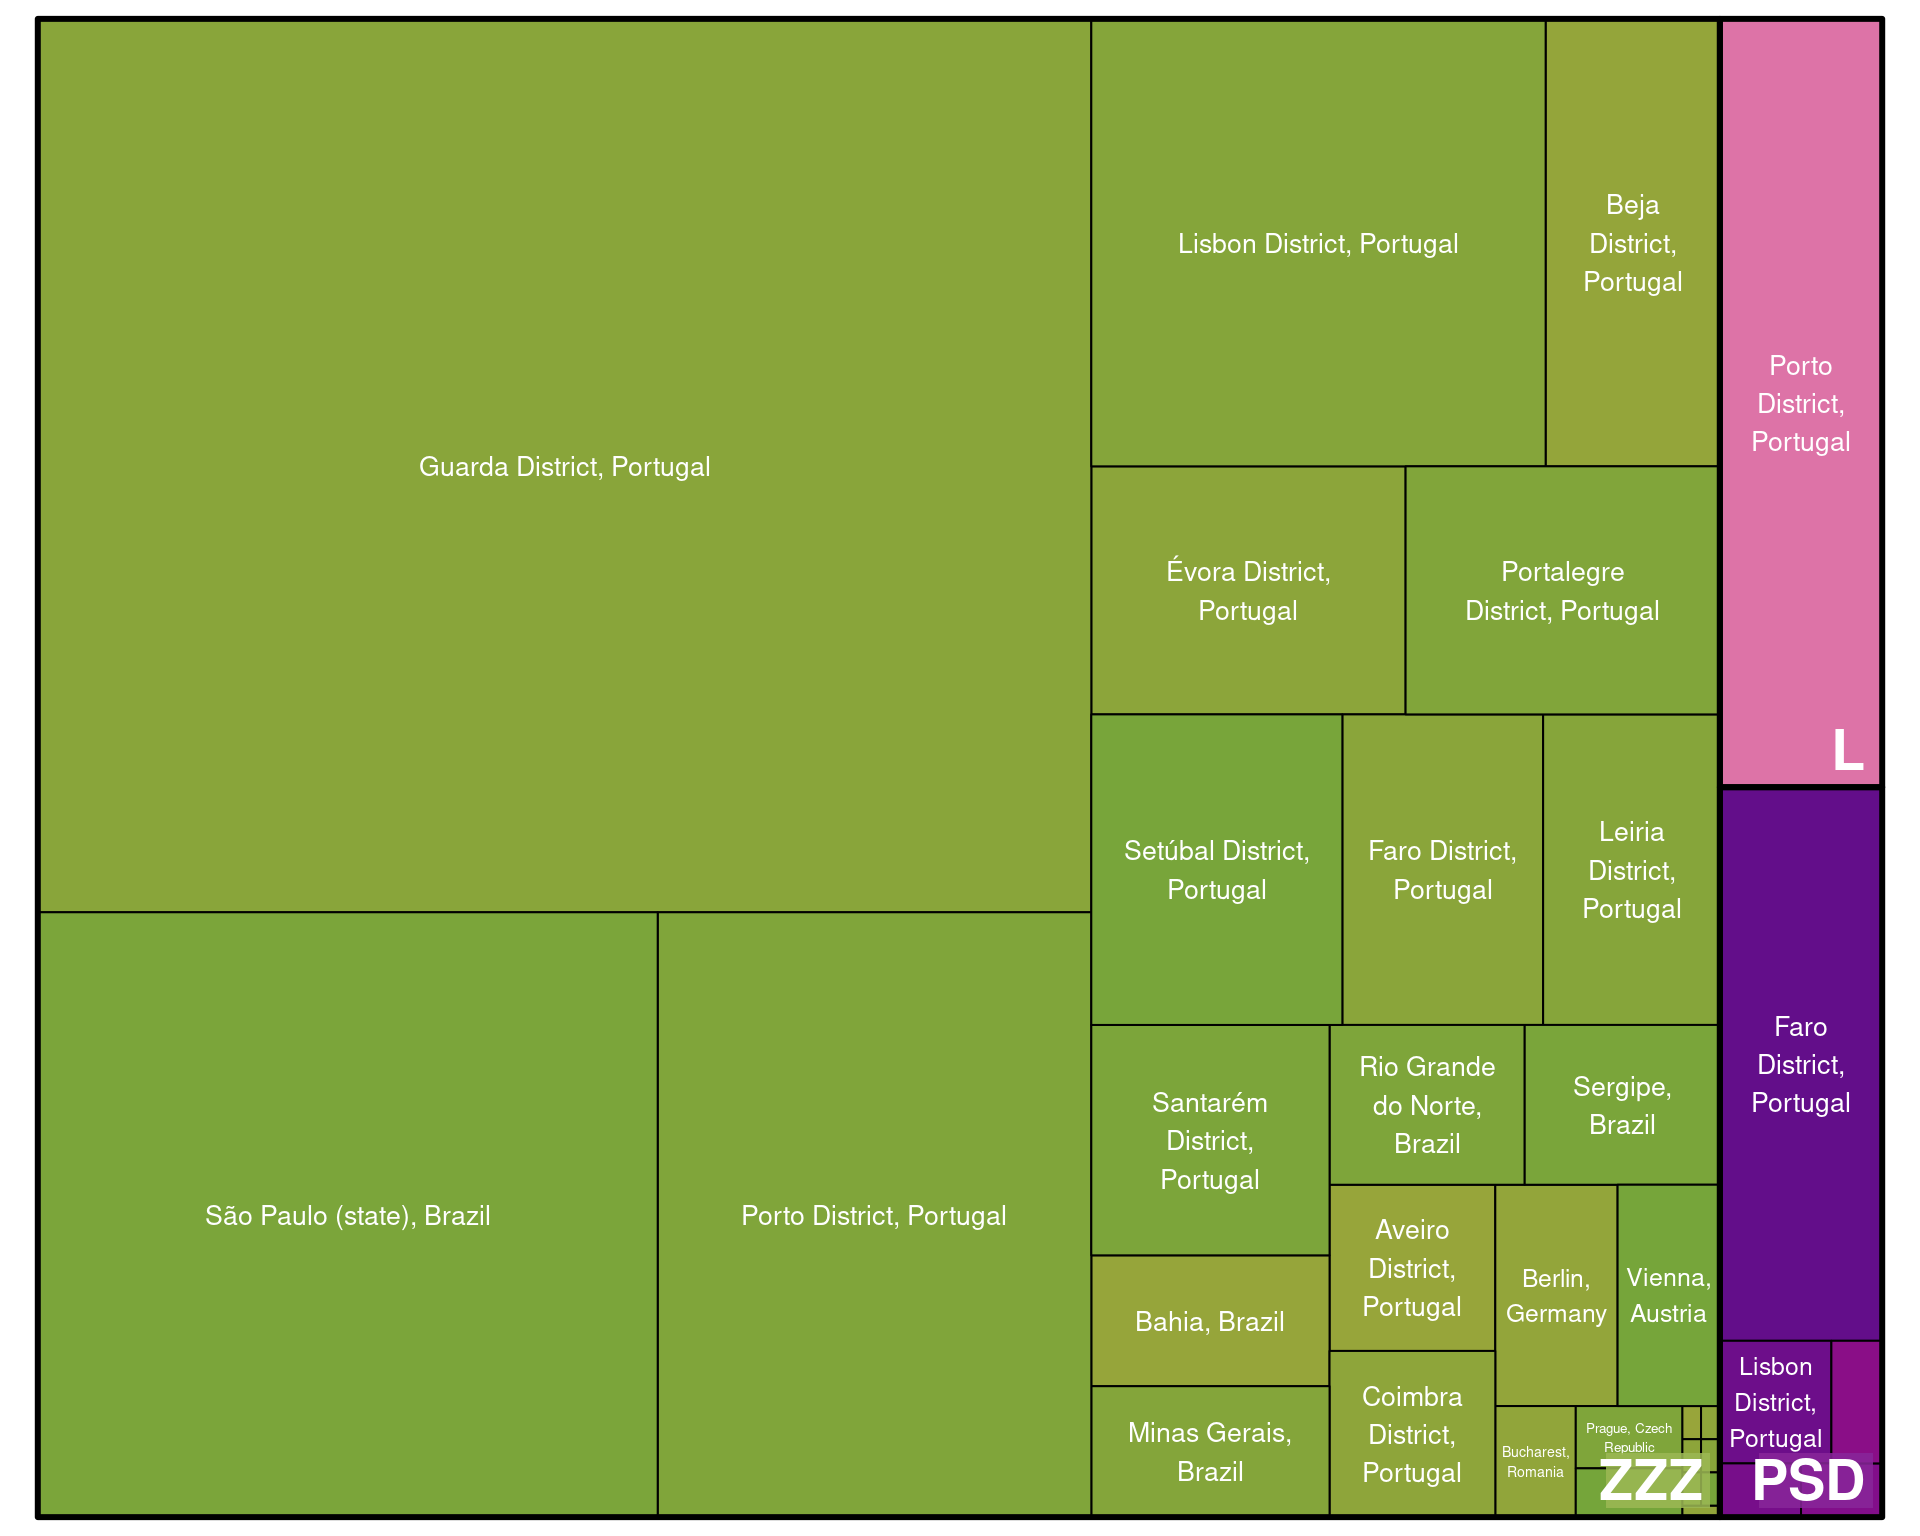 Guarda District, Portugal
São Paulo (state), Brazil
Porto District, Portugal
Lisbon District, Portugal
Beja
District,
Portugal
Évora District,
Portugal
Portalegre
District, Portugal
Setúbal District,
Portugal
Faro District,
Portugal
Leiria
District,
Portugal
Santarém
District,
Portugal
Rio Grande
do Norte,
Brazil
Sergipe,
Brazil
Bahia, Brazil
Minas Gerais,
Brazil
Aveiro
District,
Portugal
Coimbra
District,
Portugal
Berlin,
Germany
Vienna,
Austria
Bucharest,
Romania
Prague, Czech
Republic
ZZZ
Porto
District,
Portugal
L
Faro
District,
Portugal
Lisbon
District,
Portugal
PSD